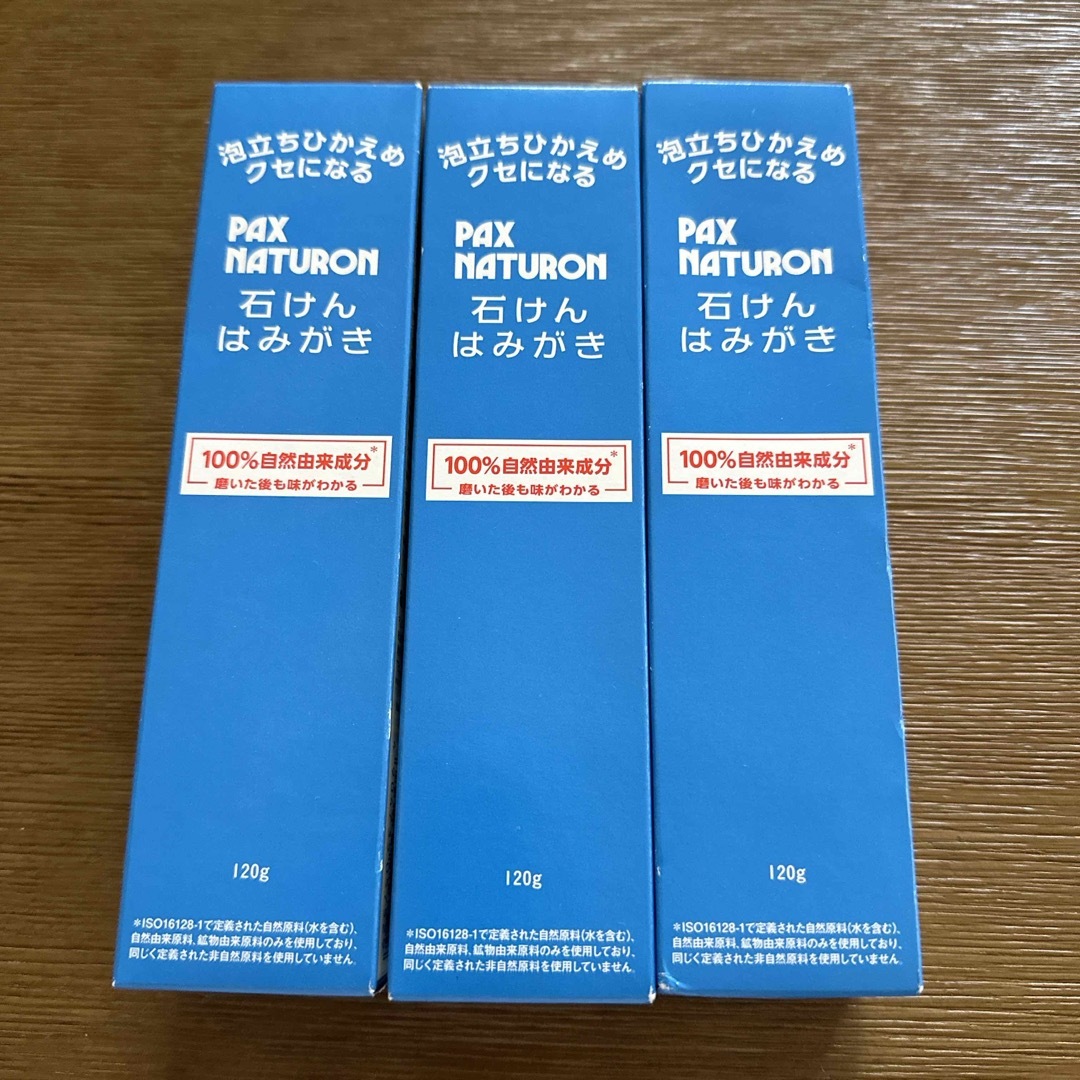 泡立ちひかえめ
クセになる
PAX
NATURON
石けん
はみがき
100%自然由来成分*
磨いた後も味がわかる
120g
*ISO16128-1で定義された自然原料(水を含む)、
自然由来原料、鉱物由来原料のみを使用しており、
同じく定義された非自然原料を使用していません。
泡立ちひかえめ
クセになる
PAX
NATURON
石けん
はみがき
100%自然由来成分*
磨いた後も味がわかる
120g
*ISO16128-1で定義された自然原料(水を含む)、
自然由来原料、鉱物由来原料のみを使用しており、
同じく定義された非自然原料を使用していません。
泡立ちひかえめ
クセになる
PAX
NATURON
石けん
はみがき
100%自然由来成分*
磨いた後も味がわかる
120g
*ISO16128-1で定義された自然原料(水を含む)、
自然由来原料、鉱物由来原料のみを使用しており、
同じく定義された非自然原料を使用していません。